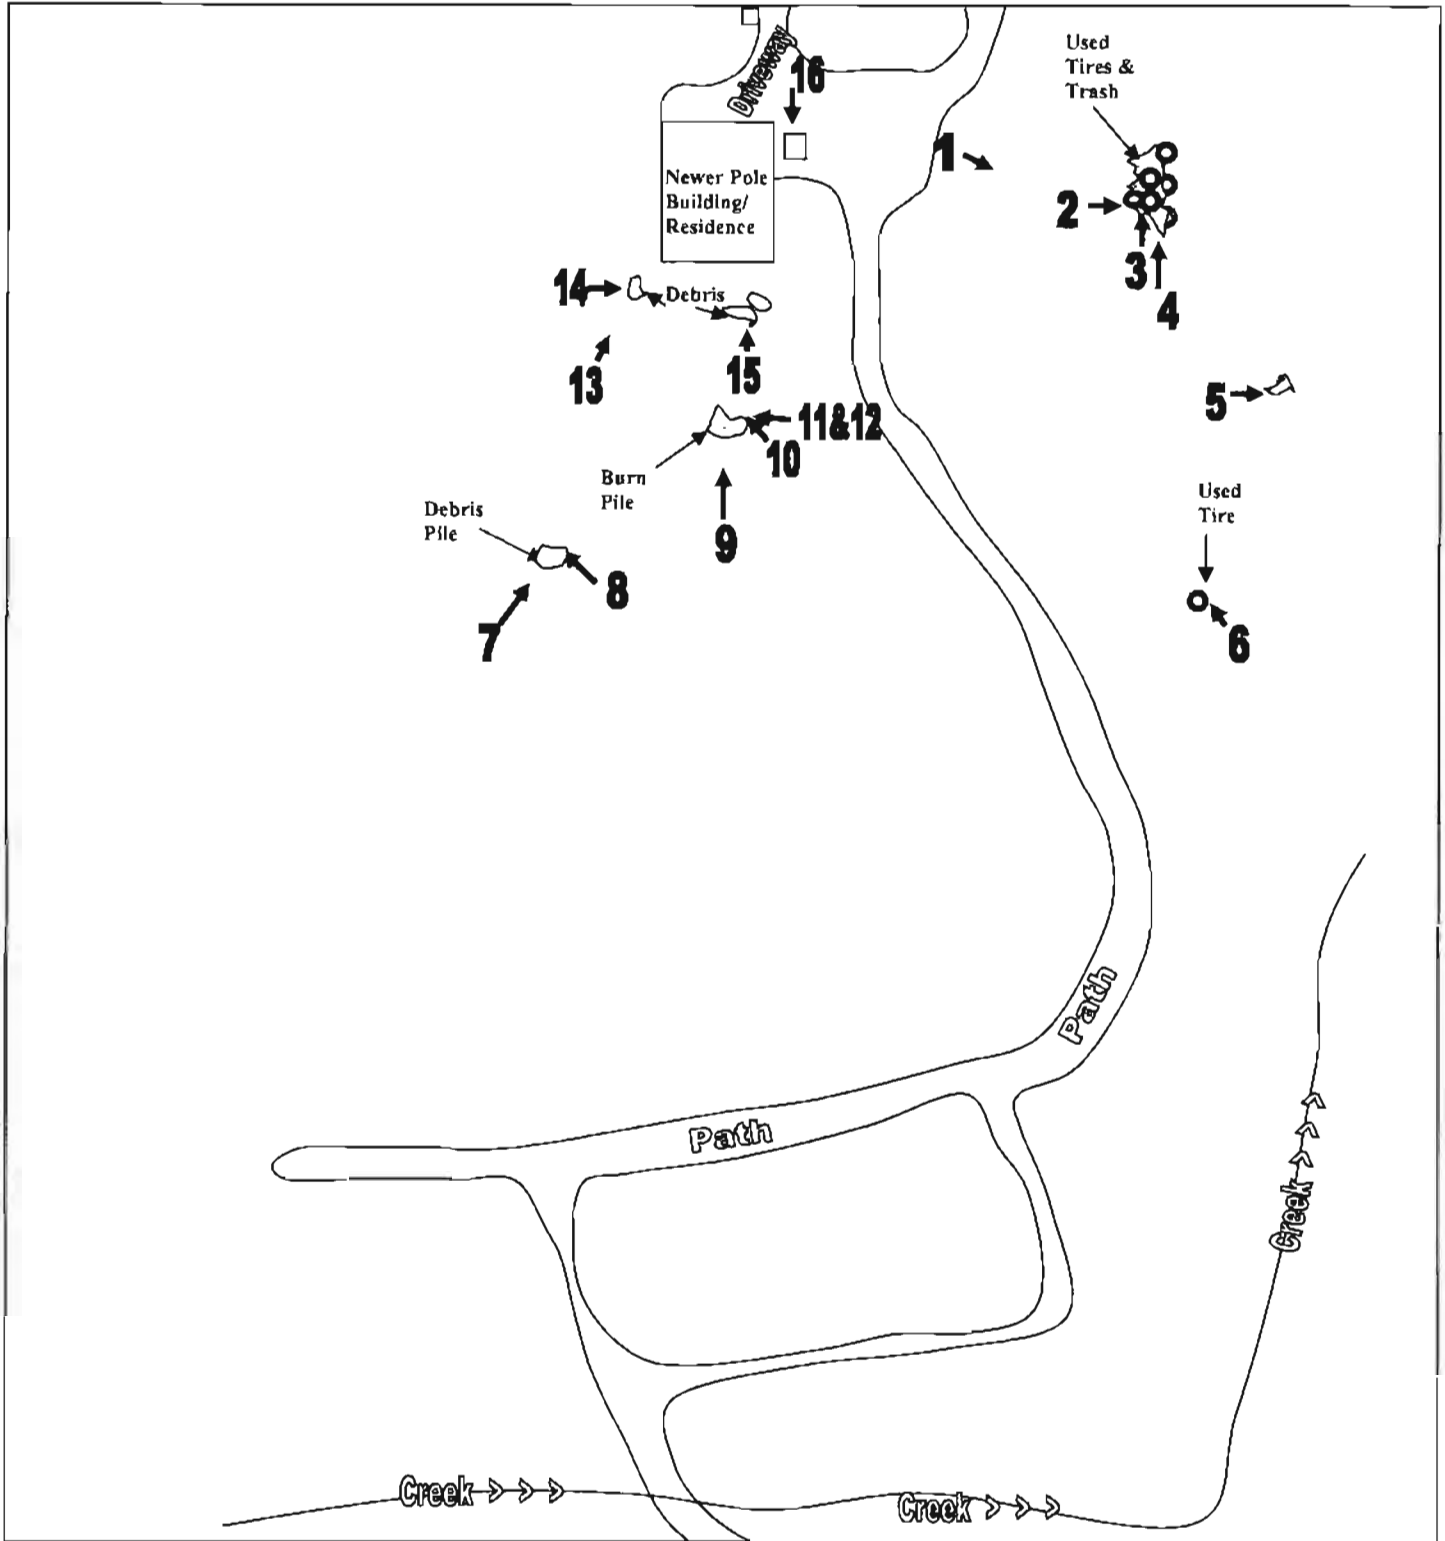 Driveway
16
Used
Tires &
Trash
1
Newer Pole
Building/
Residence
2
3
4
14
Debris
13
15
5
11&12
10
Burn
Pile
9
Debris
Pile
8
7
Used
Tire
6
Path
Path
Creek >>>
Creek >>>
Creek >>>